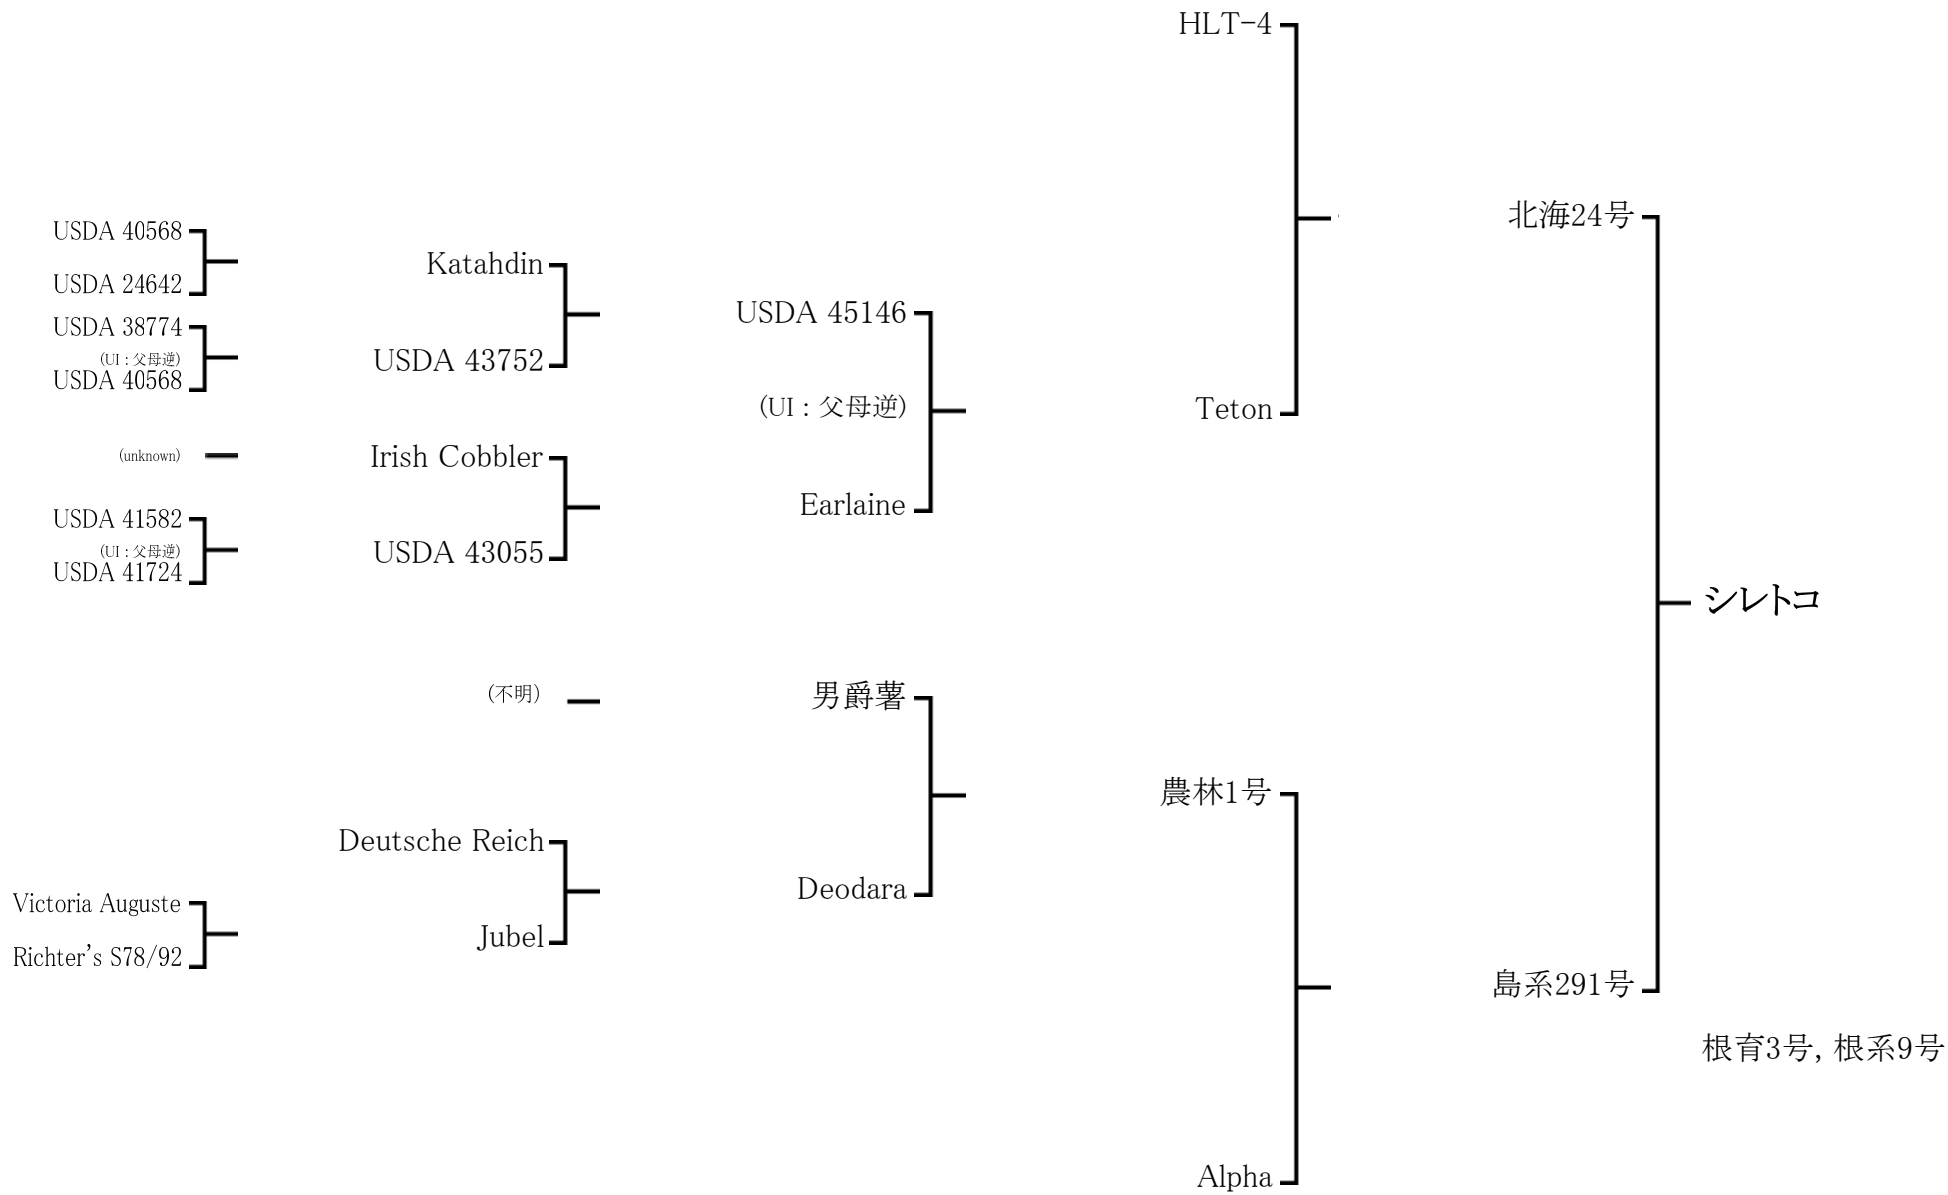 HLT-4
北海24号
USDA 40568
Katahdin
USDA 24642
USDA 45146
USDA 38774
(UI : 父母逆)
USDA 43752
USDA 40568
(UI : 父母逆)
Teton
(unknown)
Irish Cobbler
Earlaine
USDA 41582
(UI : 父母逆)
USDA 43055
USDA 41724
シレトコ
(不明)
男爵薯
農林1号
Deutsche Reich
Deodara
Victoria Auguste
Jubel
Richter's S78/92
島系291号
根育3号, 根系9号
Alpha